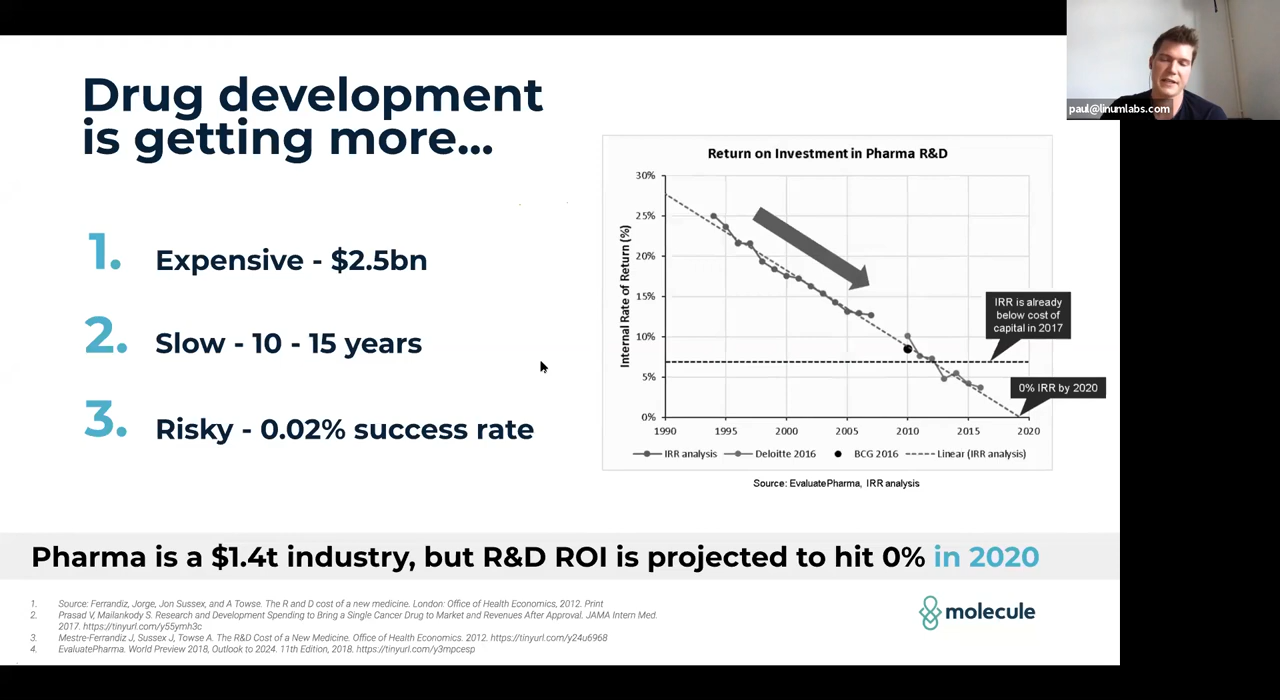 Drug development
is getting more...
1. Expensive - $2.5bn
2. Slow - 10 - 15 years
3. Risky - 0.02% success rate
paul@linumlabs.com
Return on Investment in Pharma R&D
Internal Rate of Return (%)
30%
25%
20%
15%
10%
5%
0%
1990 1995 2000 2005 2010 2015 2020
IRR is already
below cost of
capital in 2017
0% IRR by 2020
IRR analysis Deloitte 2016 BCG 2016 Linear (IRR analysis)
Source: EvaluatePharma, IRR analysis
Pharma is a $1.4t industry, but R&D ROI is projected to hit 0% in 2020
1. Source: Ferrandiz, Jorge, Jon Sussex, and A Towse. The R and D cost of a new medicine. London: Office of Health Economics, 2012. Print
2. Prasad V, Mailankody S. Research and Development Spending to Bring a Single Cancer Drug to Market and Revenues After Approval. JAMA Intern Med.
2017. https://tinyurl.com/y55ymh3c
3. Mestre-Ferrandiz J, Sussex J, Towse A. The R&D Cost of a New Medicine. Office of Health Economics. 2012. https://tinyurl.com/y24u6968
4. EvaluatePharma. World Preview 2018, Outlook to 2024. 11th Edition, 2018. https://tinyurl.com/y3mpcesp
molecule